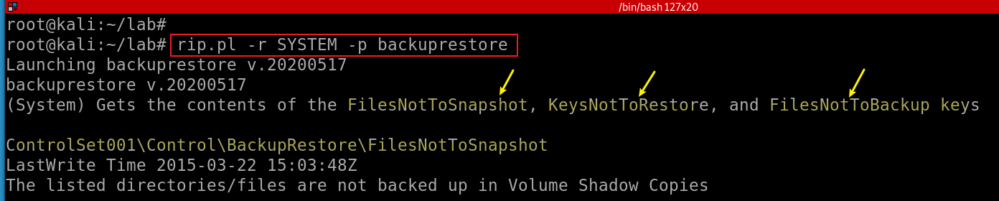 /bin/bash 127x20
root@kali:~/lab#
root@kali:~/lab# rip.pl -r SYSTEM -p backuprestore
Launching backuprestore v.20200517
backuprestore v.20200517
(System) Gets the contents of the FilesNotToSnapshot, KeysNotToRestore, and FilesNotToBackup keys
ControlSet001\Control\BackupRestore\FilesNotToSnapshot
LastWrite Time 2015-03-22 15:03:48Z
The listed directories/files are not backed up in Volume Shadow Copies